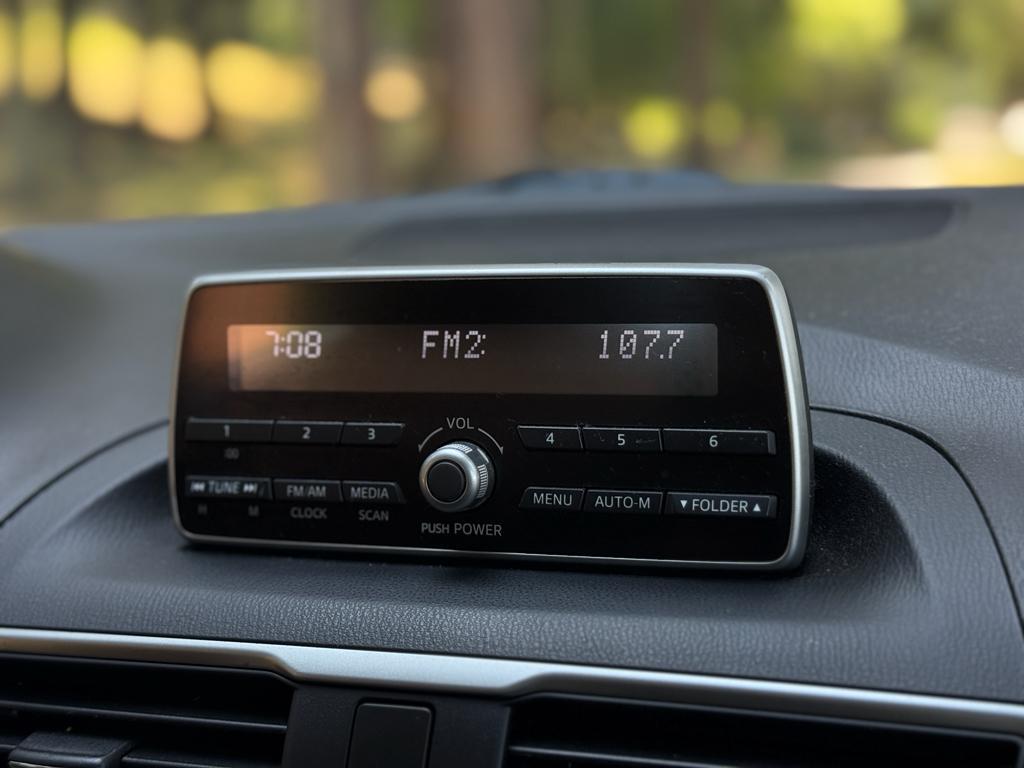 7:08 FM2 107.7
VOL
1 2 3 4 5 6
:00
⏮ TUNE ⏭ FM/AM MEDIA MENU AUTO-M ▼ FOLDER ▲
H M CLOCK SCAN
PUSH POWER